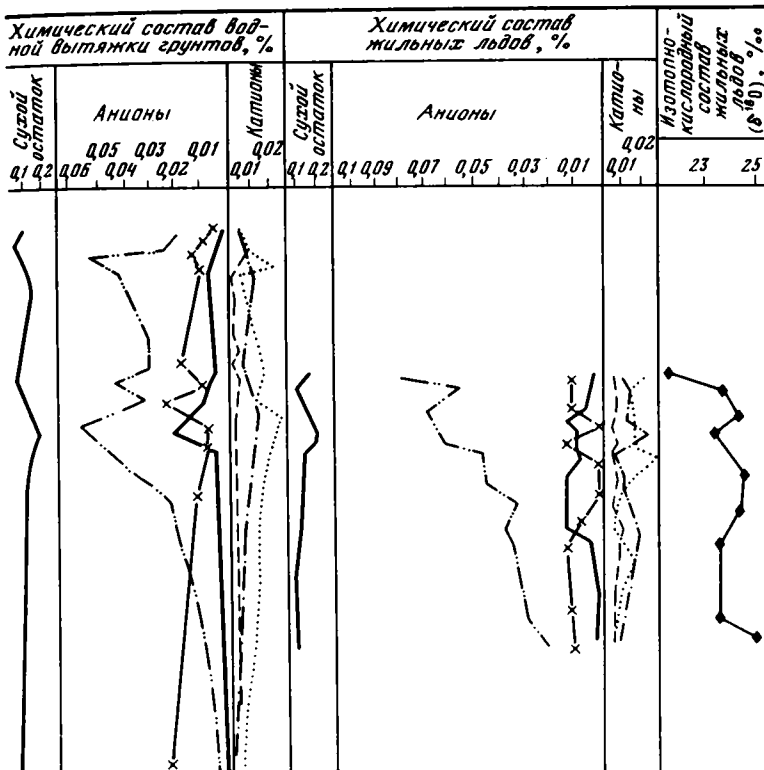 Химический состав вод-
ной вытяжки грунтов, %
Химический состав
жильных льдов, %
Изотопно-
кислородный
состав
жильных
льдов
(δ¹⁸O), ‰
Сухой
остаток
Анионы
Катионы
Сухой
остаток
Анионы
Катио-
ны
0,05 0,03 0,01 0,02
0,02
0,1 0,2 0,06 0,04 0,02 0,01
0,1 0,2 0,1 0,09 0,07 0,05 0,03 0,01 0,01
23 25